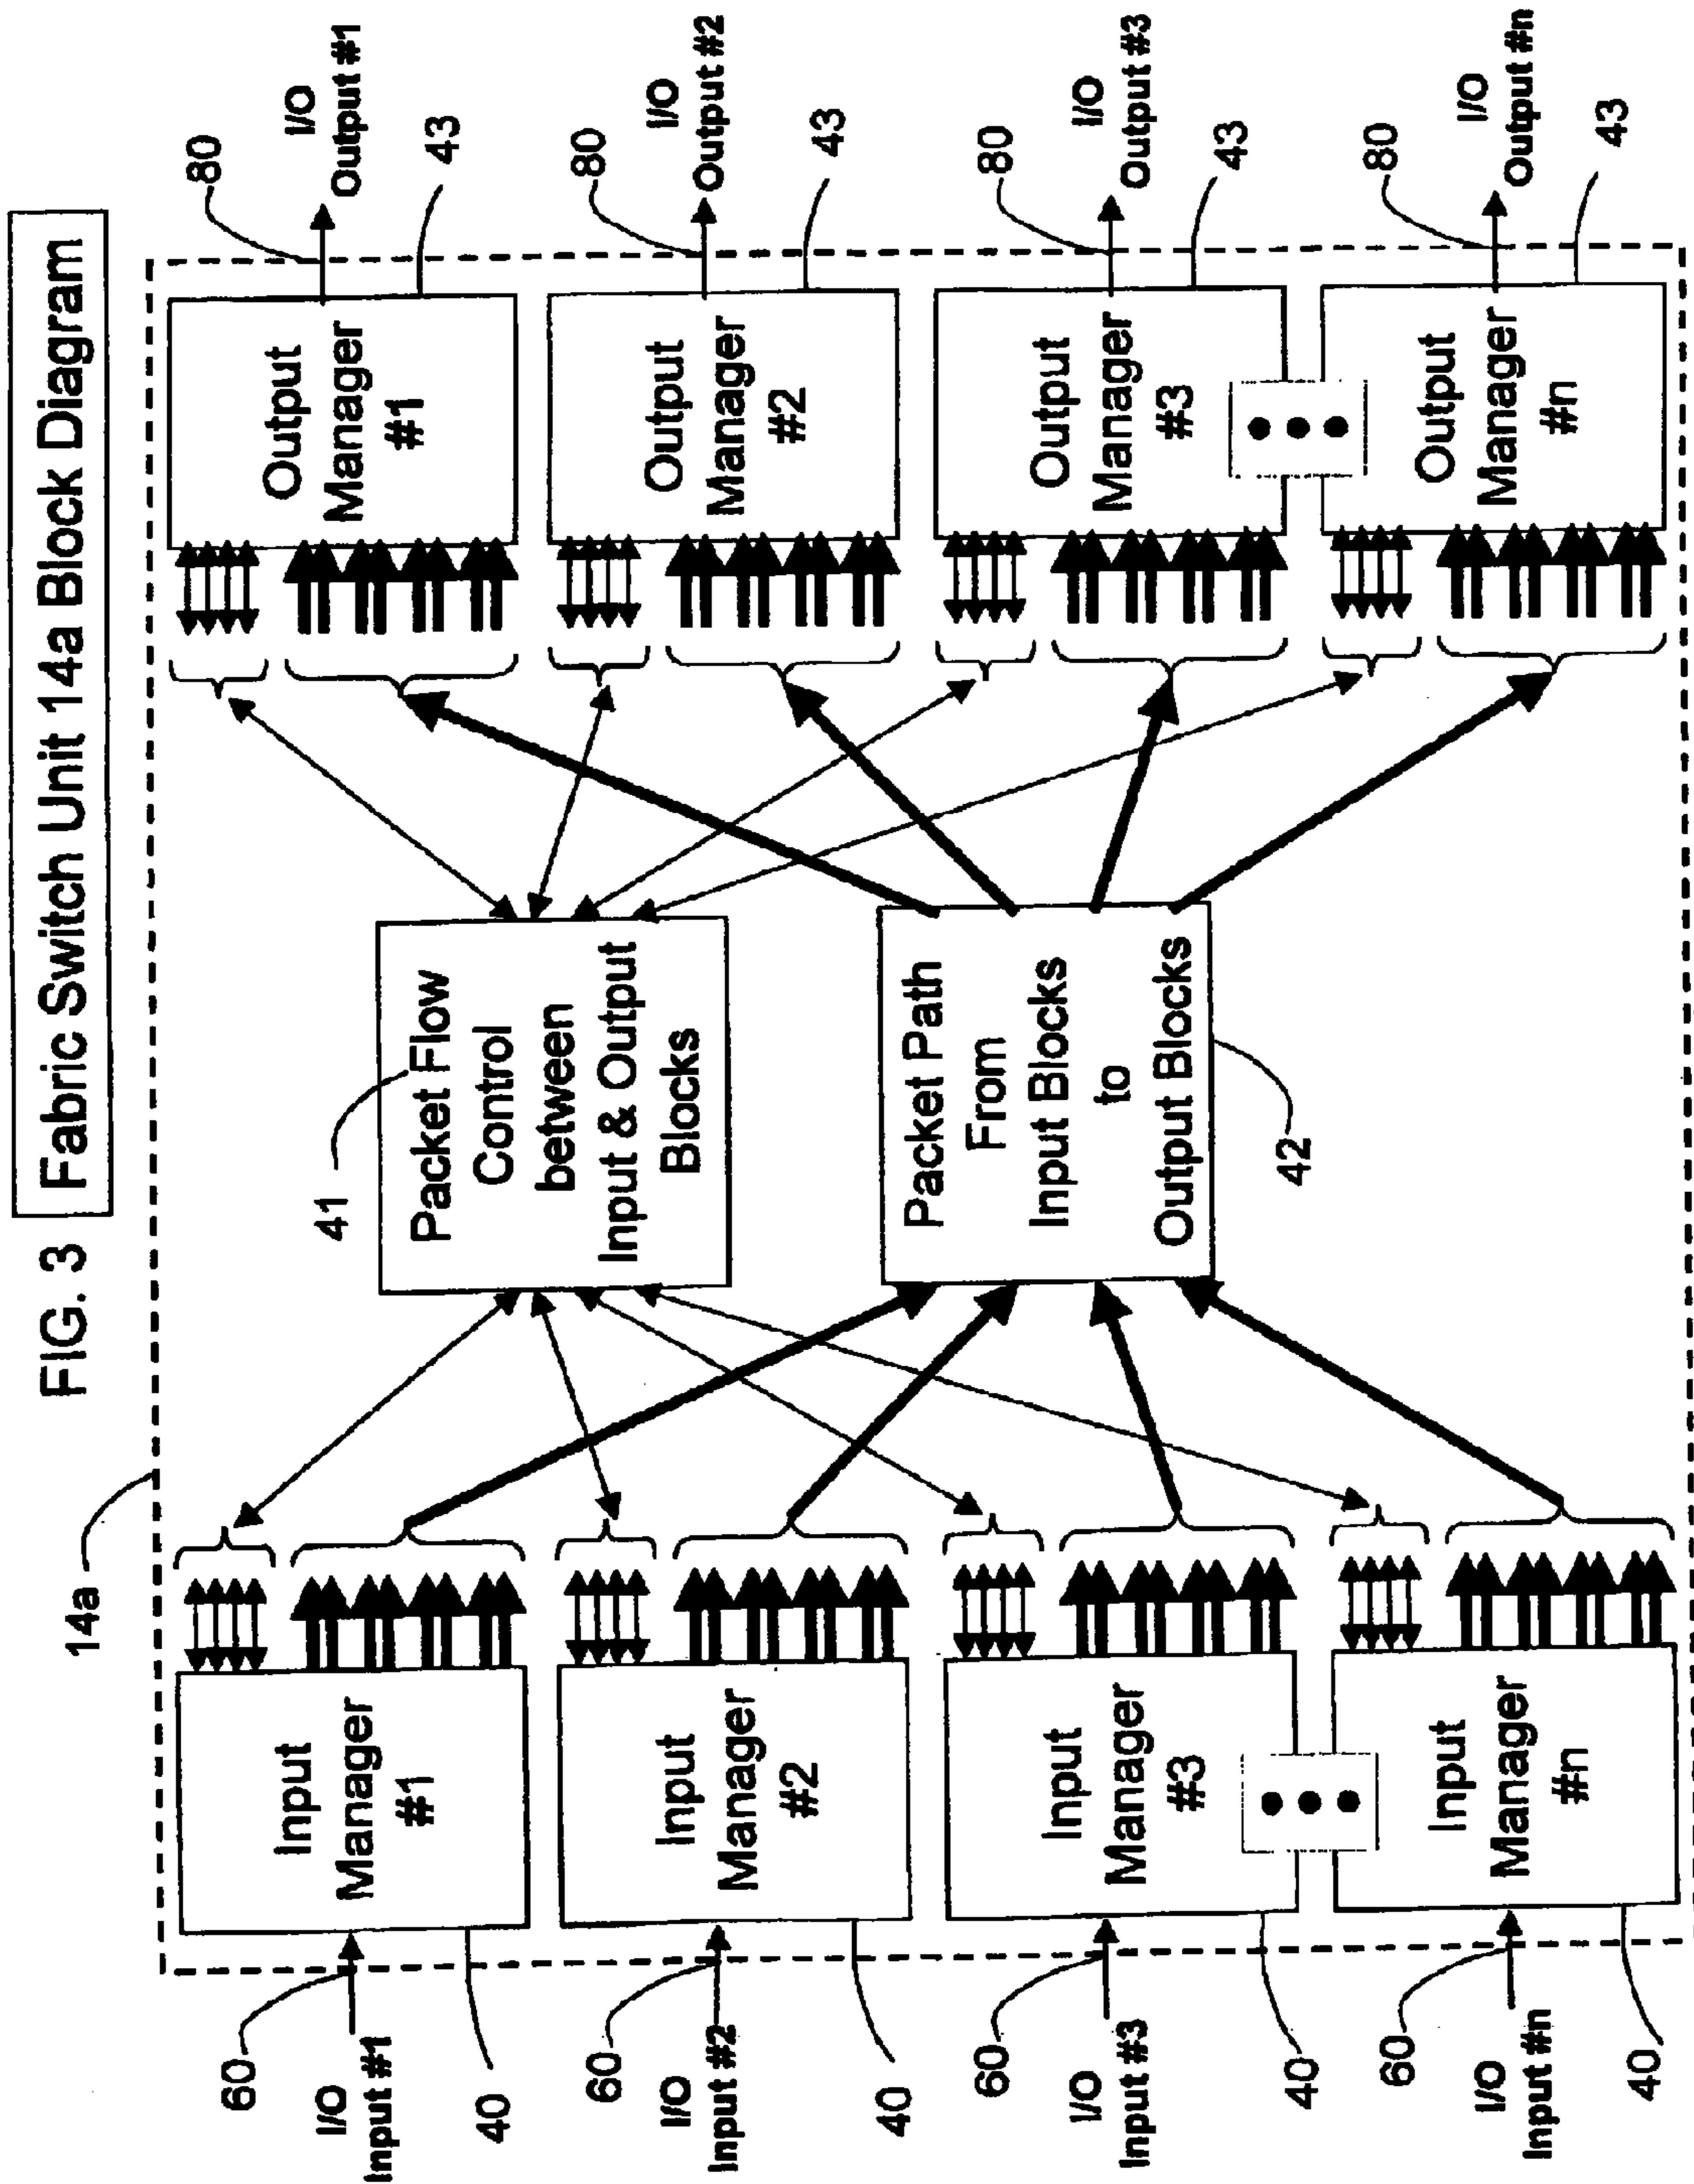 FIG. 3
Fabric Switch Unit 14a Block Diagram
14a
60
I/O
Input #1
40
Input
Manager
#1
60
I/O
Input #2
40
Input
Manager
#2
60
I/O
Input #3
40
Input
Manager
#3
60
I/O
Input #n
40
Input
Manager
#n
41
Packet Flow
Control
between
Input & Output
Blocks
Packet Path
From
Input Blocks
to
Output Blocks
42
Output
Manager
#1
80
I/O
Output #1
43
Output
Manager
#2
80
I/O
Output #2
43
Output
Manager
#3
80
I/O
Output #3
43
Output
Manager
#n
80
I/O
Output #n
43